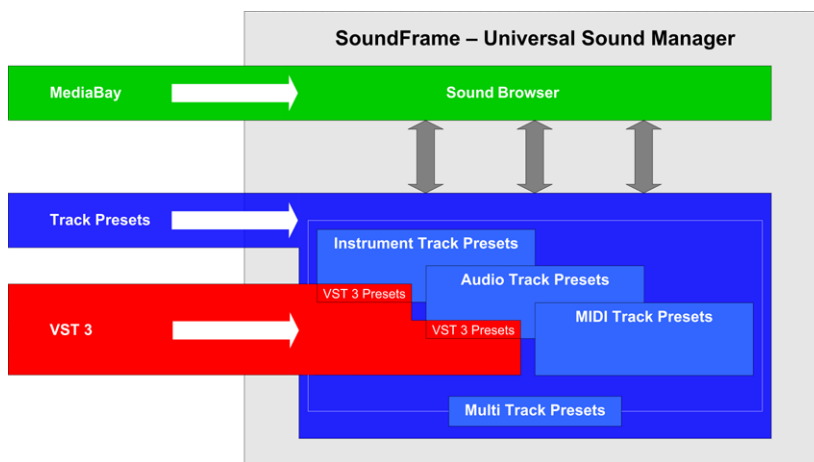 SoundFrame – Universal Sound Manager
MediaBay
Sound Browser
Track Presets
Instrument Track Presets
Audio Track Presets
VST 3 Presets
MIDI Track Presets
VST 3
VST 3 Presets
Multi Track Presets